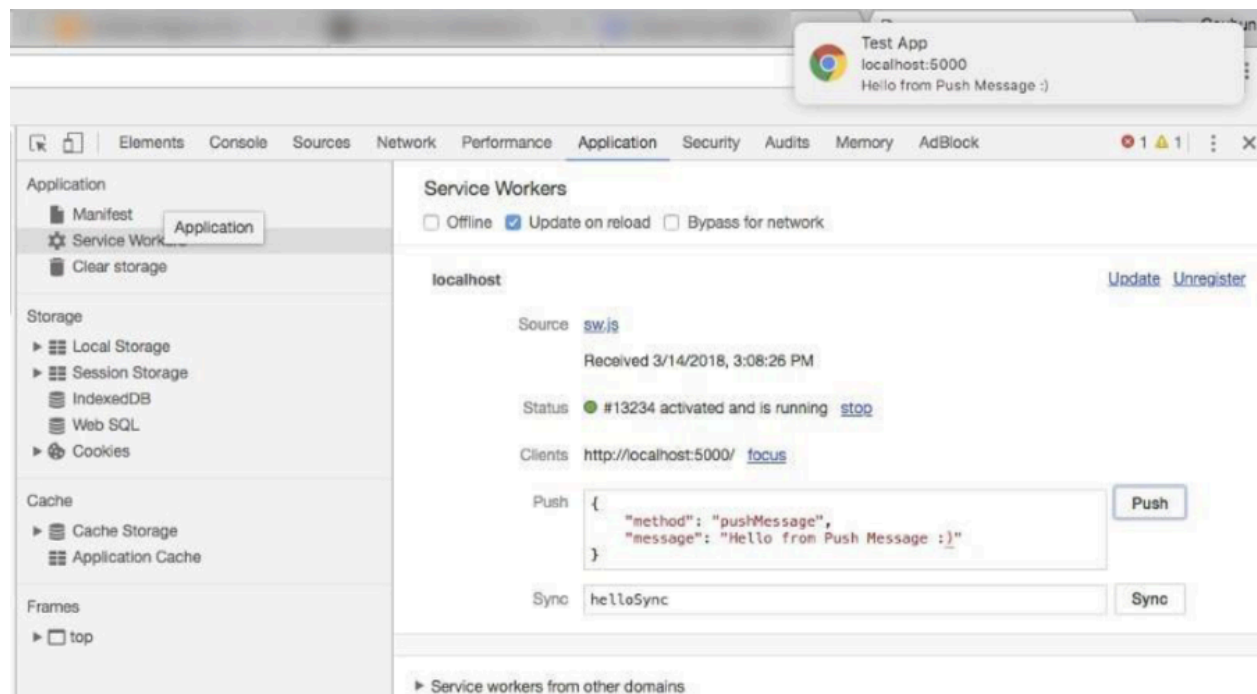 Test App
localhost:5000
Hello from Push Message :)
Elements Console Sources Network Performance Application Security Audits Memory AdBlock 1 1
Application
Manifest
Service Workers
Application
Clear storage
Storage
Local Storage
Session Storage
IndexedDB
Web SQL
Cookies
Cache
Cache Storage
Application Cache
Frames
top
Service Workers
Offline Update on reload Bypass for network
localhost Update Unregister
Source sw.js
Received 3/14/2018, 3:08:26 PM
Status #13234 activated and is running stop
Clients http://localhost:5000/ focus
Push {
"method": "pushMessage",
"message": "Hello from Push Message :)"
}
Push
Sync helloSync Sync
Service workers from other domains